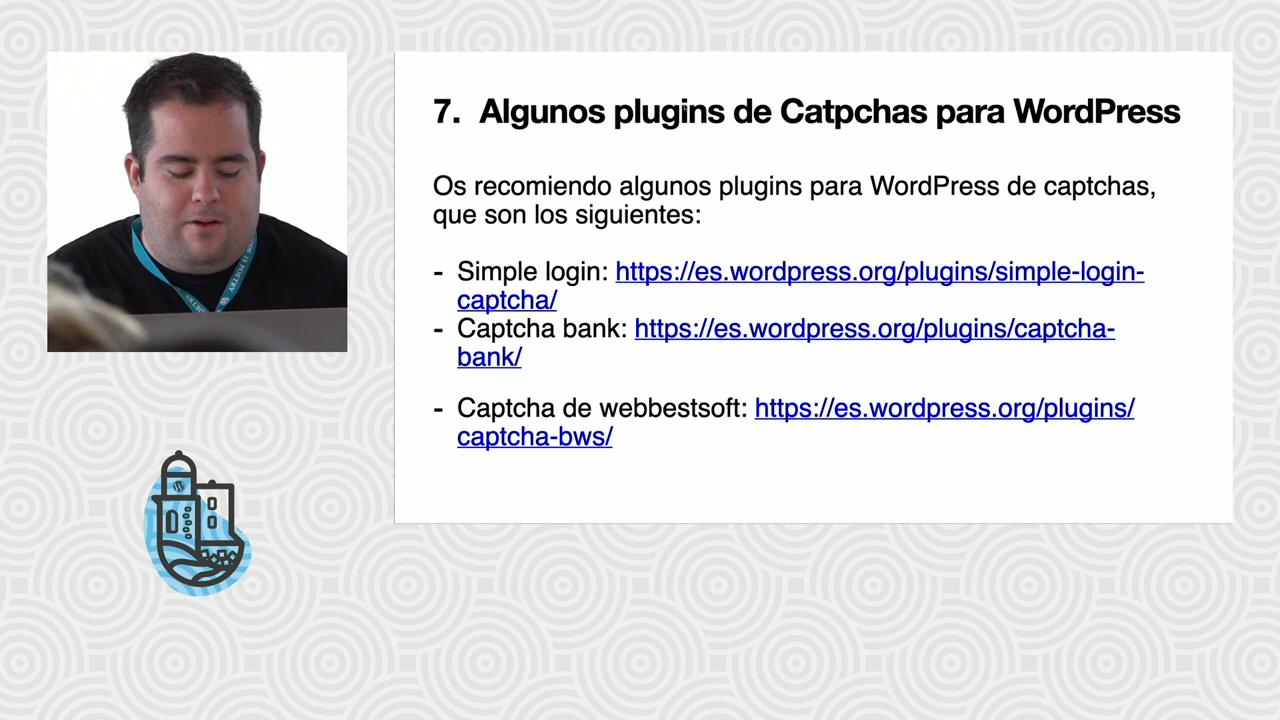 7. Algunos plugins de Catpchas para WordPress
Os recomiendo algunos plugins para WordPress de captchas,
que son los siguientes:
- Simple login: https://es.wordpress.org/plugins/simple-login-
captcha/
- Captcha bank: https://es.wordpress.org/plugins/captcha-
bank/
- Captcha de webbestsoft: https://es.wordpress.org/plugins/
captcha-bws/
IS POETRY